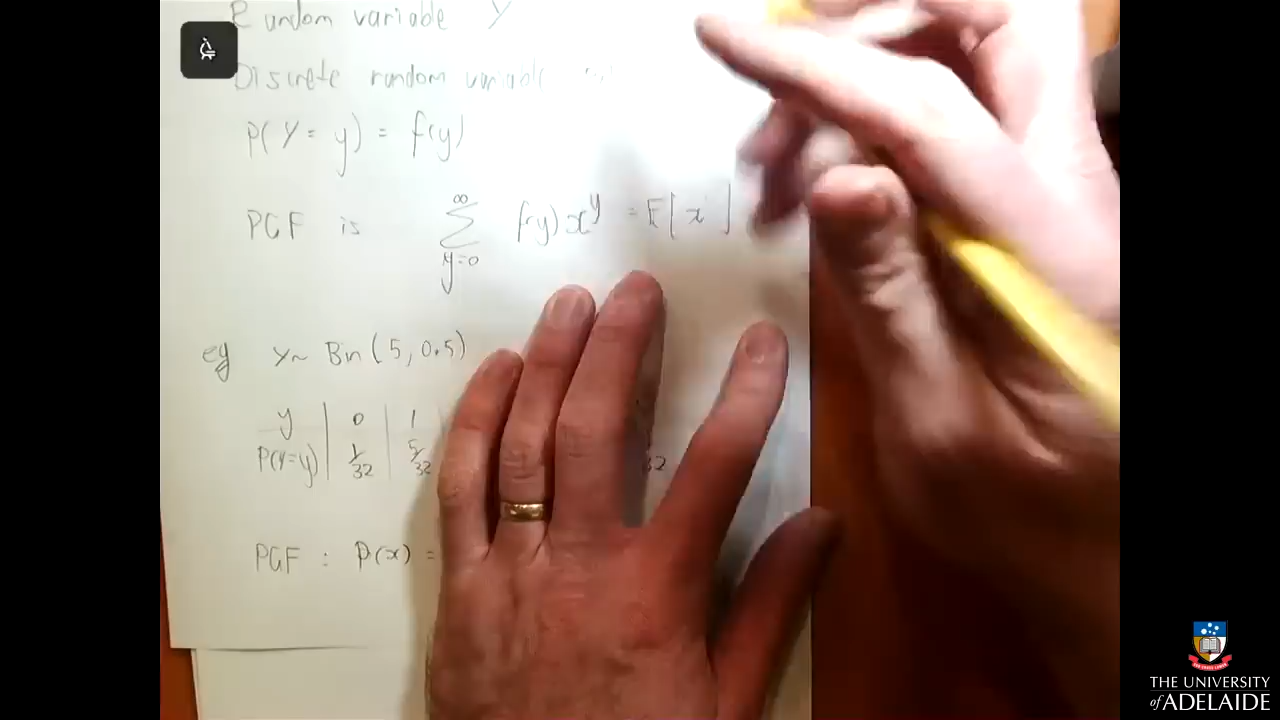 Random variable Y
Discrete random variable
P(Y = y) = f(y)
PGF is ∞ Σ y=0 f(y) x^y = E[x ]
eg Y ~ Bin(5, 0.5)
y | 0 | 1
P(Y=y) | 1/32 | 5/32 32
PGF : P(x) =
THE UNIVERSITY
of ADELAIDE